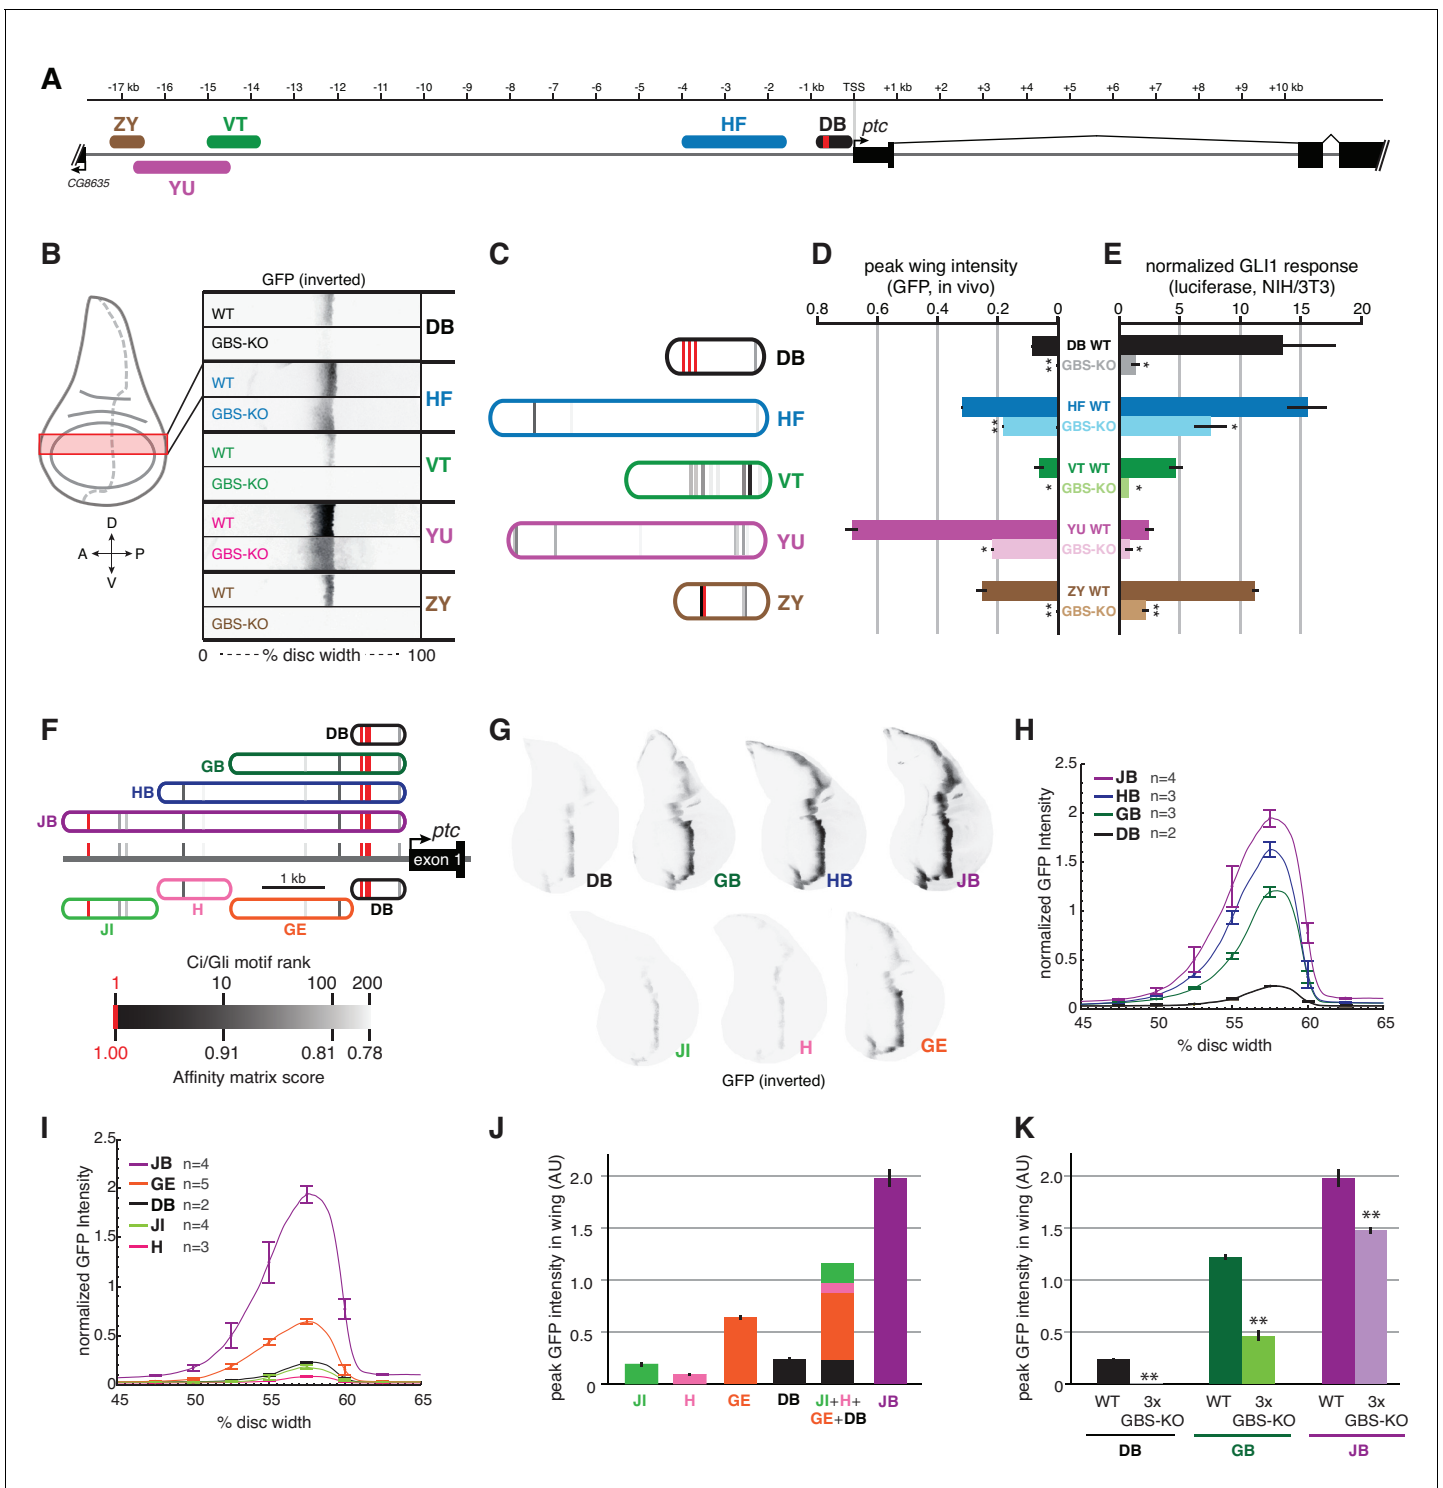 A
-17 kb -16 -15 -14 -13 -12 -11 -10 -9 -8 -7 -6 -5 -4 -3 -2 -1 kb TSS +1 kb +2 +3 +4 +5 +6 +7 +8 +9 +10 kb
ZY VT HF DB ptc
CG8635
YU
B
GFP (inverted)
WT
GBS-KO
DB
WT
GBS-KO
HF
WT
GBS-KO
VT
WT
GBS-KO
YU
WT
GBS-KO
ZY
D
A P
V
0 % disc width 100
C
DB
HF
VT
YU
ZY
D
peak wing intensity
(GFP, in vivo)
0.8 0.6 0.4 0.2 0
E
normalized GLI1 response
(luciferase, NIH/3T3)
0 5 10 15 20
DB WT
** GBS-KO *
HF WT
** GBS-KO *
VT WT
* GBS-KO *
YU WT
* GBS-KO *
ZY WT
** GBS-KO **
F
DB
GB
HB
JB
ptc
exon 1
1 kb
H DB
JI GE
Ci/Gli motif rank
1 10 100 200
1.00 0.91 0.81 0.78
Affinity matrix score
G
DB GB HB JB
JI H GE
GFP (inverted)
H
normalized GFP Intensity
2.5
2
1.5
1
0.5
0
JB n=4
HB n=3
GB n=3
DB n=2
45 50 55 60 65
% disc width
I
normalized GFP Intensity
2.5
2
1.5
1
0.5
0
JB n=4
GE n=5
DB n=2
JI n=4
H n=3
45 50 55 60 65
% disc width
J
peak GFP intensity in wing (AU)
2.0
1.5
1.0
0.5
0
JI H GE DB JI+H+ JB
GE+DB
K
peak GFP intensity in wing (AU)
2.0
1.5
1.0
0.5
0
** ** **
WT 3x WT 3x WT 3x
GBS-KO GBS-KO GBS-KO
DB GB JB